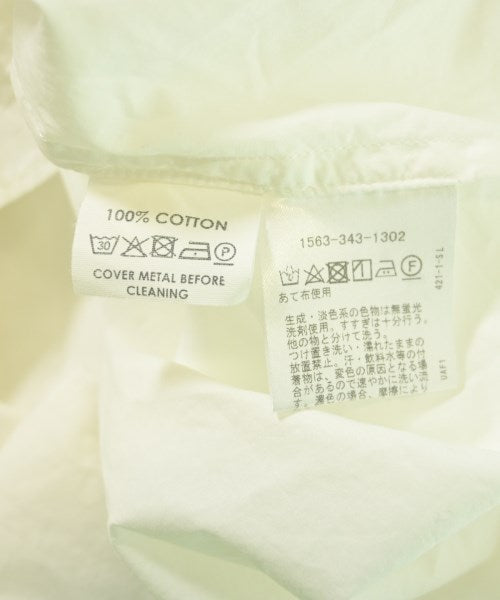 100% COTTON
30 P
COVER METAL BEFORE
CLEANING
1563-343-1302
F
あて布使用
生成・淡色系の色物は無蛍光
洗剤使用。すすぎは十分行う。
他の物と分けて洗う。
つけ置き洗い・濡れたままの
放置禁止。汗・飲料水等の付
着物は、変色の原因となる場
合があるので速やかに洗い流
す。濃色の場合、摩擦により
421-1-SL
UAF1